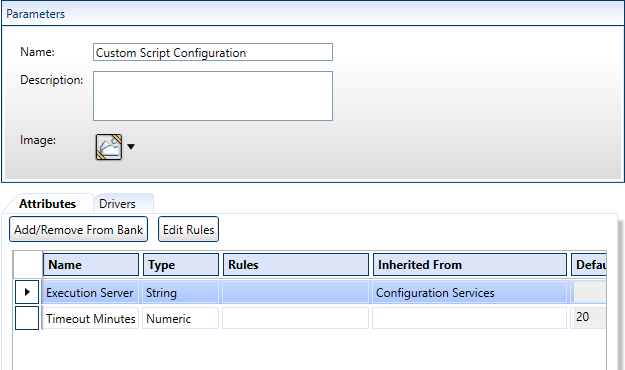 Parameters
Name: Custom Script Configuration
Description:
Image:
Attributes Drivers
Add/Remove From Bank Edit Rules
Name Type Rules Inherited From Defau
Execution Server String Configuration Services
Timeout Minutes Numeric 20